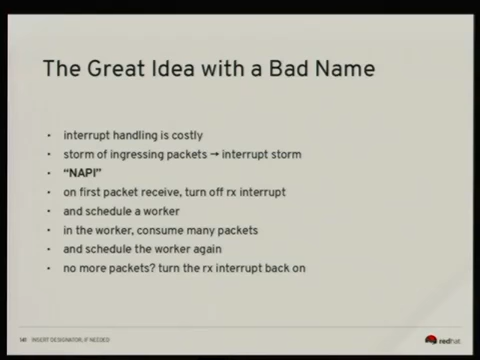 The Great Idea with a Bad Name
• interrupt handling is costly
• storm of ingressing packets → interrupt storm
• “NAPI”
• on first packet receive, turn off rx interrupt
• and schedule a worker
• in the worker, consume many packets
• and schedule the worker again
• no more packets? turn the rx interrupt back on
141 INSERT DESIGNATOR, IF NEEDED
redhat